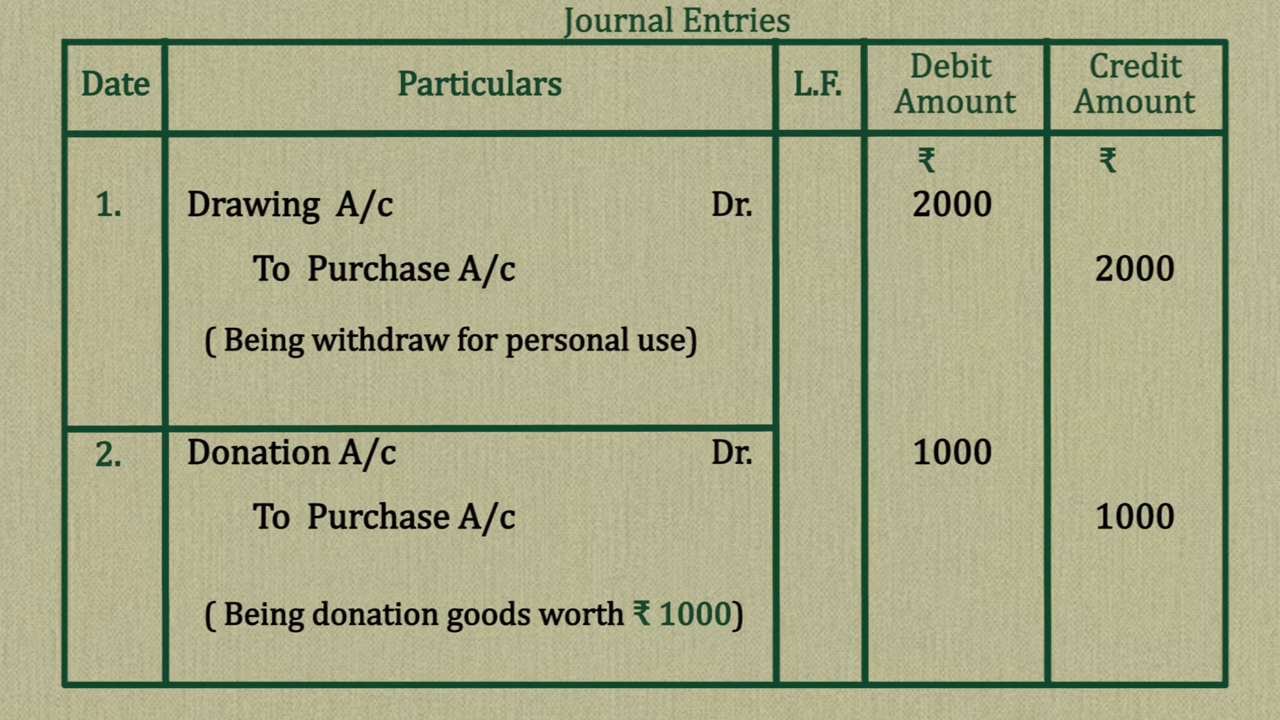 Journal Entries
Date Particulars L.F. Debit Amount Credit Amount
₹ ₹
1. Drawing A/c Dr. 2000
To Purchase A/c 2000
( Being withdraw for personal use)
2. Donation A/c Dr. 1000
To Purchase A/c 1000
( Being donation goods worth ₹ 1000)